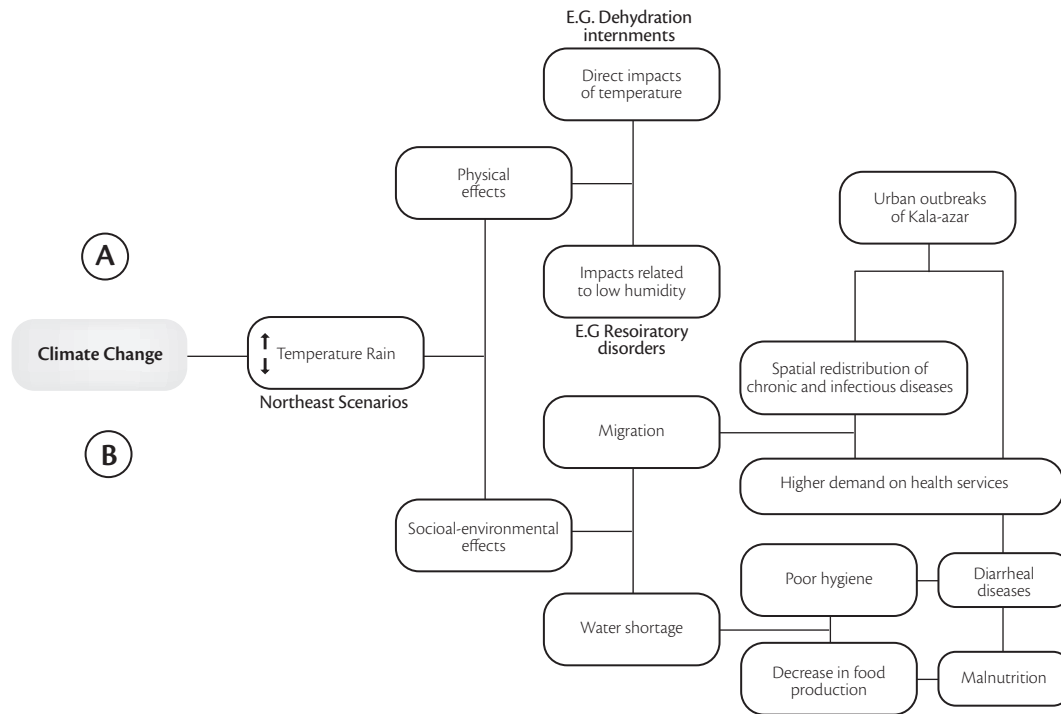 E.G. Dehydration
internments
Direct impacts
of temperature
Physical
effects
Urban outbreaks
of Kala-azar
A
Impacts related
to low humidity
E.G Resoiratory
disorders
Climate Change
Temperature Rain
Northeast Scenarios
Spatial redistribution of
chronic and infectious diseases
Migration
B
Higher demand on health services
Socioal-environmental
effects
Poor hygiene
Diarrheal
diseases
Water shortage
Decrease in food
production
Malnutrition